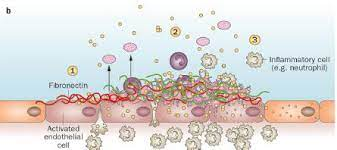 b
2
3
1
Inflammatory cell
(e.g. neutrophil)
Fibronectin
Activated
endothelial
cell